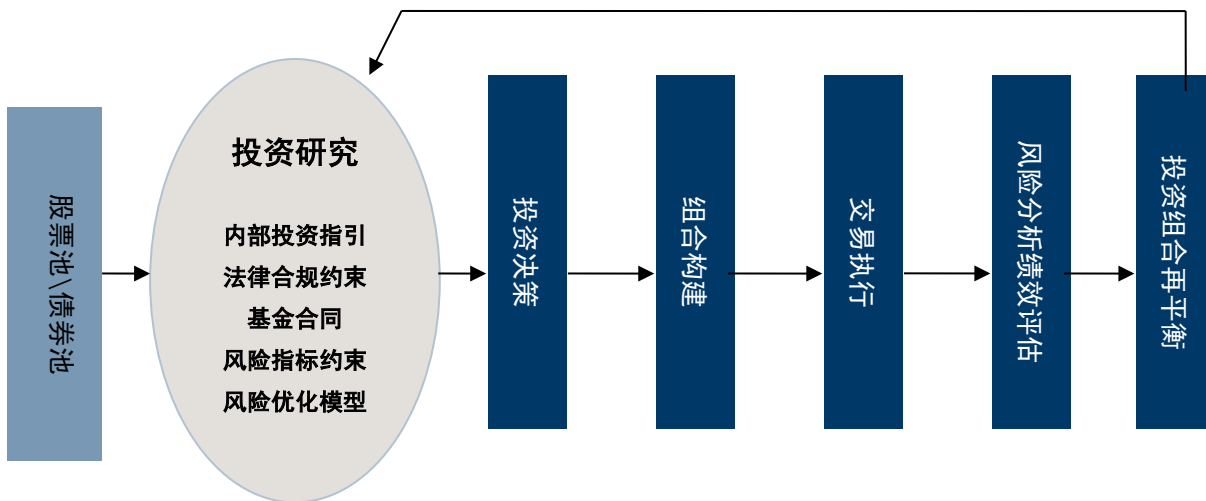 股票池\债券池
投资研究
内部投资指引
法律合规约束
基金合同
风险指标约束
风险优化模型
投资决策
组合构建
交易执行
风险分析绩效评估
投资组合再平衡